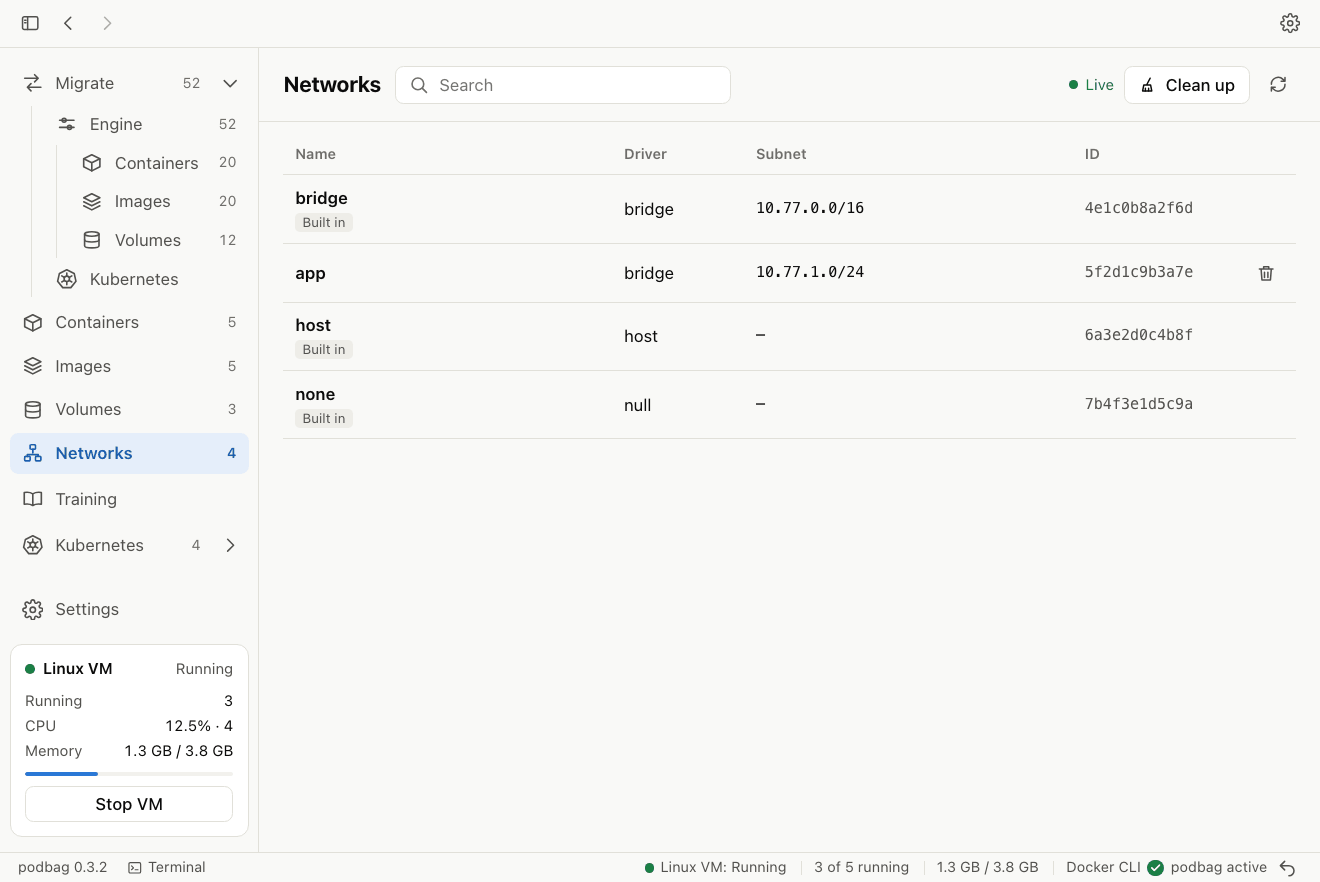 Migrate 52
Engine 52
Containers 20
Images 20
Volumes 12
Kubernetes
Containers 5
Images 5
Volumes 3
Networks 4
Training
Kubernetes 4
Settings
Linux VM Running
Running 3
CPU 12.5% · 4
Memory 1.3 GB / 3.8 GB
Stop VM
Networks Search Live Clean up
Name Driver Subnet ID
bridge
Built in
bridge 10.77.0.0/16 4e1c0b8a2f6d
app bridge 10.77.1.0/24 5f2d1c9b3a7e
host
Built in
host – 6a3e2d0c4b8f
none
Built in
null – 7b4f3e1d5c9a
podbag 0.3.2 Terminal Linux VM: Running 3 of 5 running 1.3 GB / 3.8 GB Docker CLI podbag active